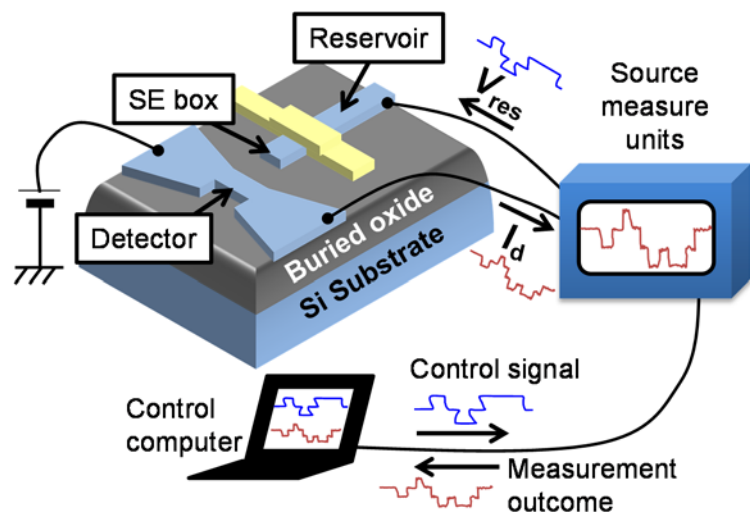 Reservoir
SE box
V res
Source
measure
units
Detector
Buried oxide
Si Substrate
I d
Control signal
Control
computer
Measurement
outcome